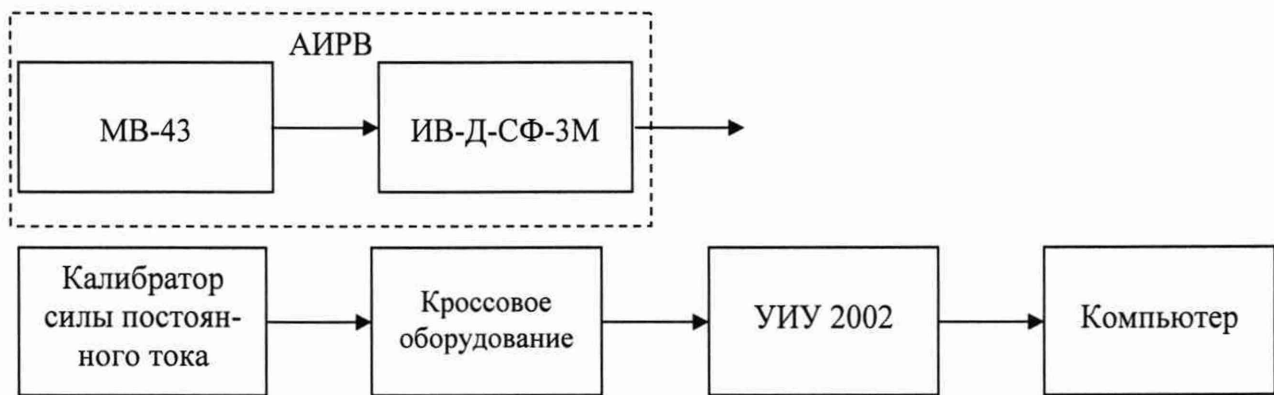 АИРВ
МВ-43
ИВ-Д-СФ-3М
Калибратор
силы постоян-
ного тока
Кроссовое
оборудование
УИУ 2002
Компьютер